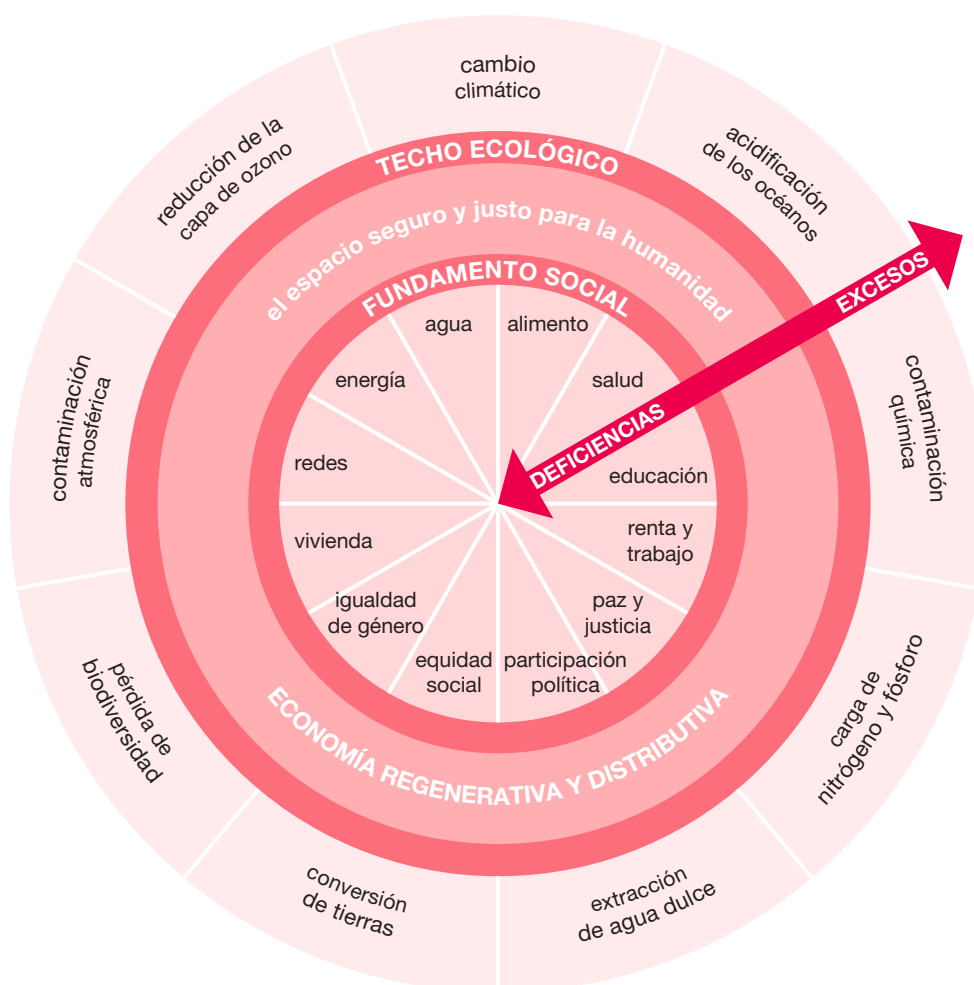 cambio
climático
acidificación
de los océanos
contaminación
química
carga de
nitrógeno y fósforo
extracción
de agua dulce
conversión
de tierras
pérdida de
biodiversidad
contaminación
atmosférica
reducción de la
capa de ozono
TECHO ECOLÓGICO
el espacio seguro y justo para la humanidad
FUNDAMENTO SOCIAL
EXCESOS
DEFICIENCIAS
agua
alimento
energía
salud
redes
educación
vivienda
renta y
trabajo
igualdad
de género
paz y
justicia
equidad
social
participación
política
ECONOMÍA REGENERATIVA Y DISTRIBUTIVA